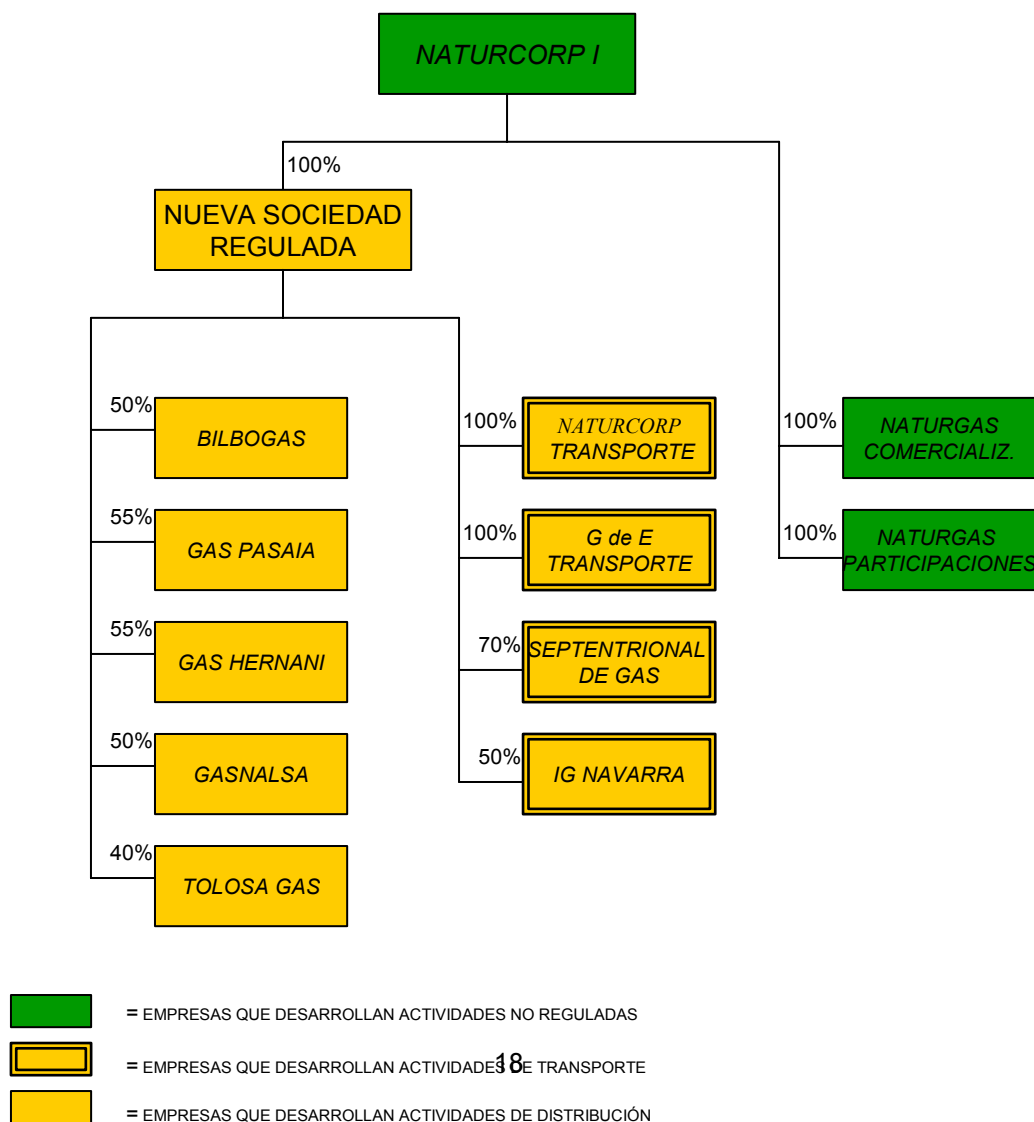 NATURCORP I
100%
NUEVA SOCIEDAD
REGULADA
50%
BILBOGAS
55%
GAS PASAIA
55%
GAS HERNANI
50%
GASNALSA
40%
TOLOSA GAS
100%
NATURCORP
TRANSPORTE
100%
G de E
TRANSPORTE
70%
SEPTENTRIONAL
DE GAS
50%
IG NAVARRA
100%
NATURGAS
COMERCIALIZ.
100%
NATURGAS
PARTICIPACIONES
= EMPRESAS QUE DESARROLLAN ACTIVIDADES NO REGULADAS
= EMPRESAS QUE DESARROLLAN ACTIVIDADES DE TRANSPORTE
18
= EMPRESAS QUE DESARROLLAN ACTIVIDADES DE DISTRIBUCIÓN